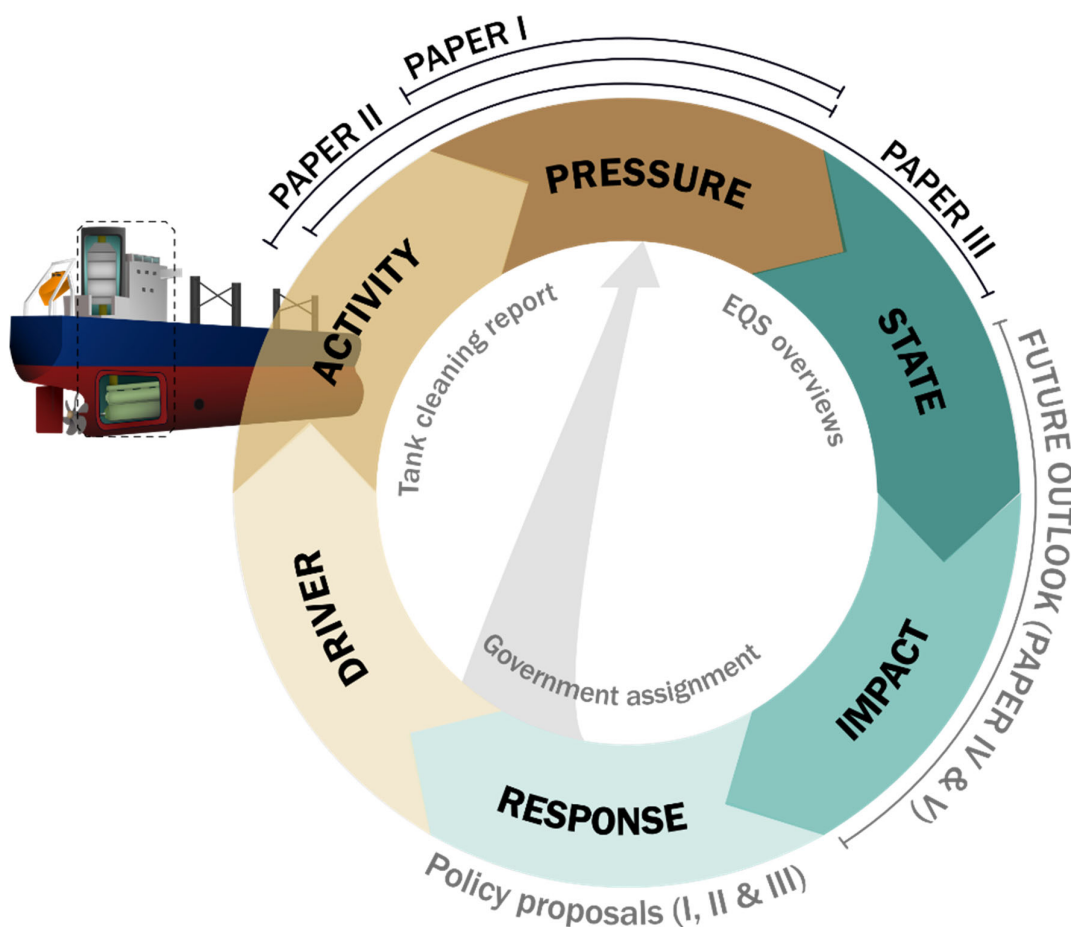 PAPER I
PAPER II
PAPER III
PRESSURE
ACTIVITY
STATE
Tank cleaning report
EQS overviews
FUTURE OUTLOOK (PAPER IV & V)
DRIVER
IMPACT
Government assignment
RESPONSE
Policy proposals (I, II & III)